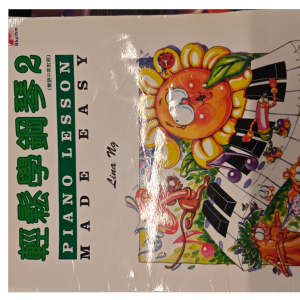 輕鬆學鋼琴2
PIANO LESSON
MADE EASY
Lina Ng